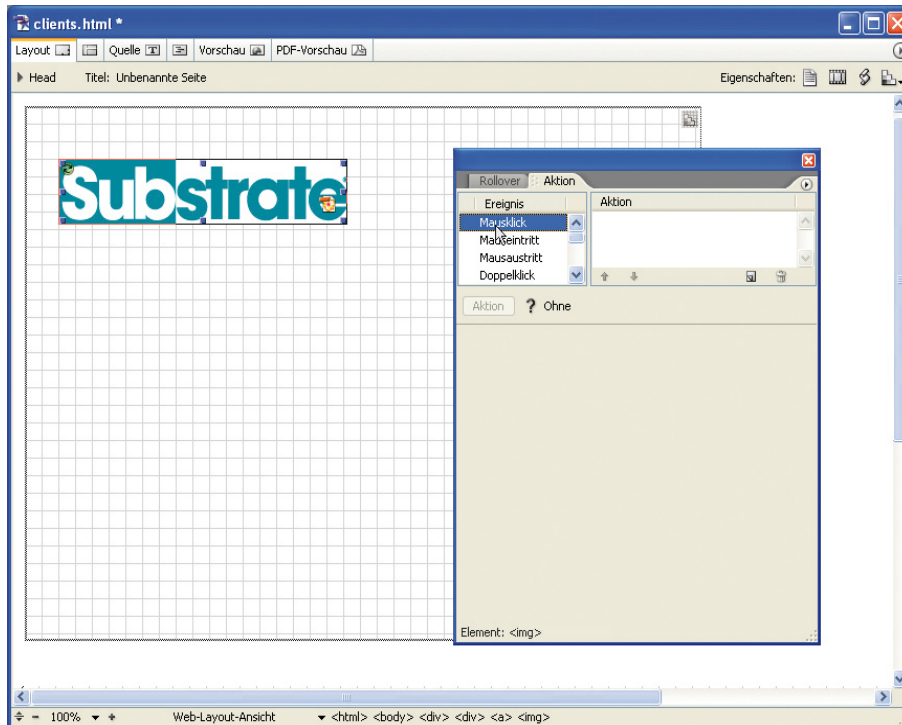 clients.html *
Layout Quelle Vorschau PDF-Vorschau
Head Titel: Unbenannte Seite Eigenschaften:
Substrate
Rollover Aktion
Ereignis Aktion
Mausklick
Mauseintritt
Mausaustritt
Doppelklick
Aktion ? Ohne
Element: <img>
100% Web-Layout-Ansicht <html> <body> <div> <div> <a> <img>